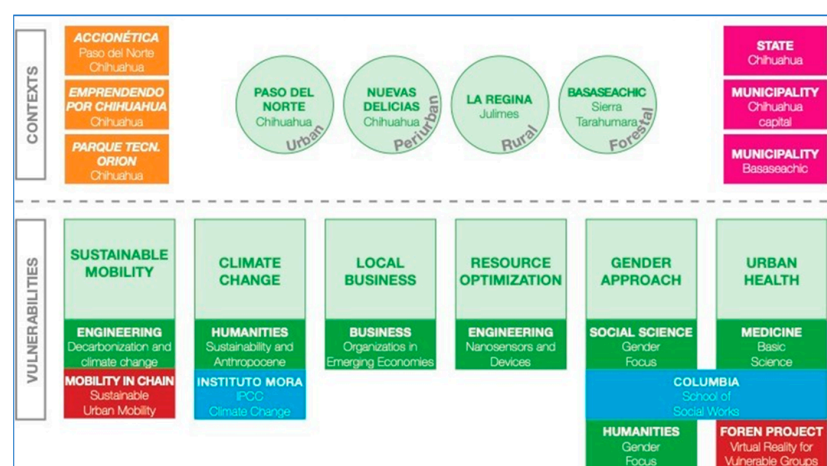 CONTEXTS
ACCIONÉTICA
Paso del Norte
Chihuahua
EMPRENDENDO
POR CHIHUAHUA
Chihuahua
PARQUE TECN.
ORION
Chihuahua
PASO DEL
NORTE
Chihuahua
Urban
NUEVAS
DELICIAS
Chihuahua
Periurban
LA REGINA
Julimes
Rural
BASASEACHIC
Sierra
Tarahumara
Forestal
STATE
Chihuahua
MUNICIPALITY
Chihuahua
capital
MUNICIPALITY
Basaseachic
VULNERABILITIES
SUSTAINABLE
MOBILITY
ENGINEERING
Decarbonization and
climate change
MOBILITY IN CHAIN
Sustainable
Urban Mobility
CLIMATE
CHANGE
HUMANITIES
Sustainability and
Anthropocene
INSTITUTO MORA
IPCC
Climate Change
LOCAL
BUSINESS
BUSINESS
Organizatios in
Emerging Economies
RESOURCE
OPTIMIZATION
ENGINEERING
Nanosensors and
Devices
GENDER
APPROACH
SOCIAL SCIENCE
Gender
Focus
URBAN
HEALTH
MEDICINE
Basic
Science
COLUMBIA
School of
Social Works
HUMANITIES
Gender
Focus
FOREN PROJECT
Virtual Reality for
Vulnerable Groups